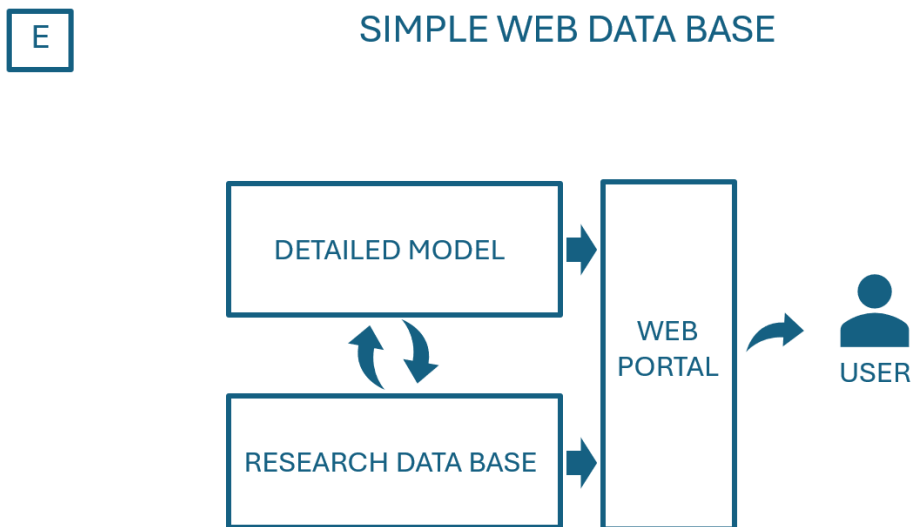 E
SIMPLE WEB DATA BASE
DETAILED MODEL
WEB
PORTAL
USER
RESEARCH DATA BASE